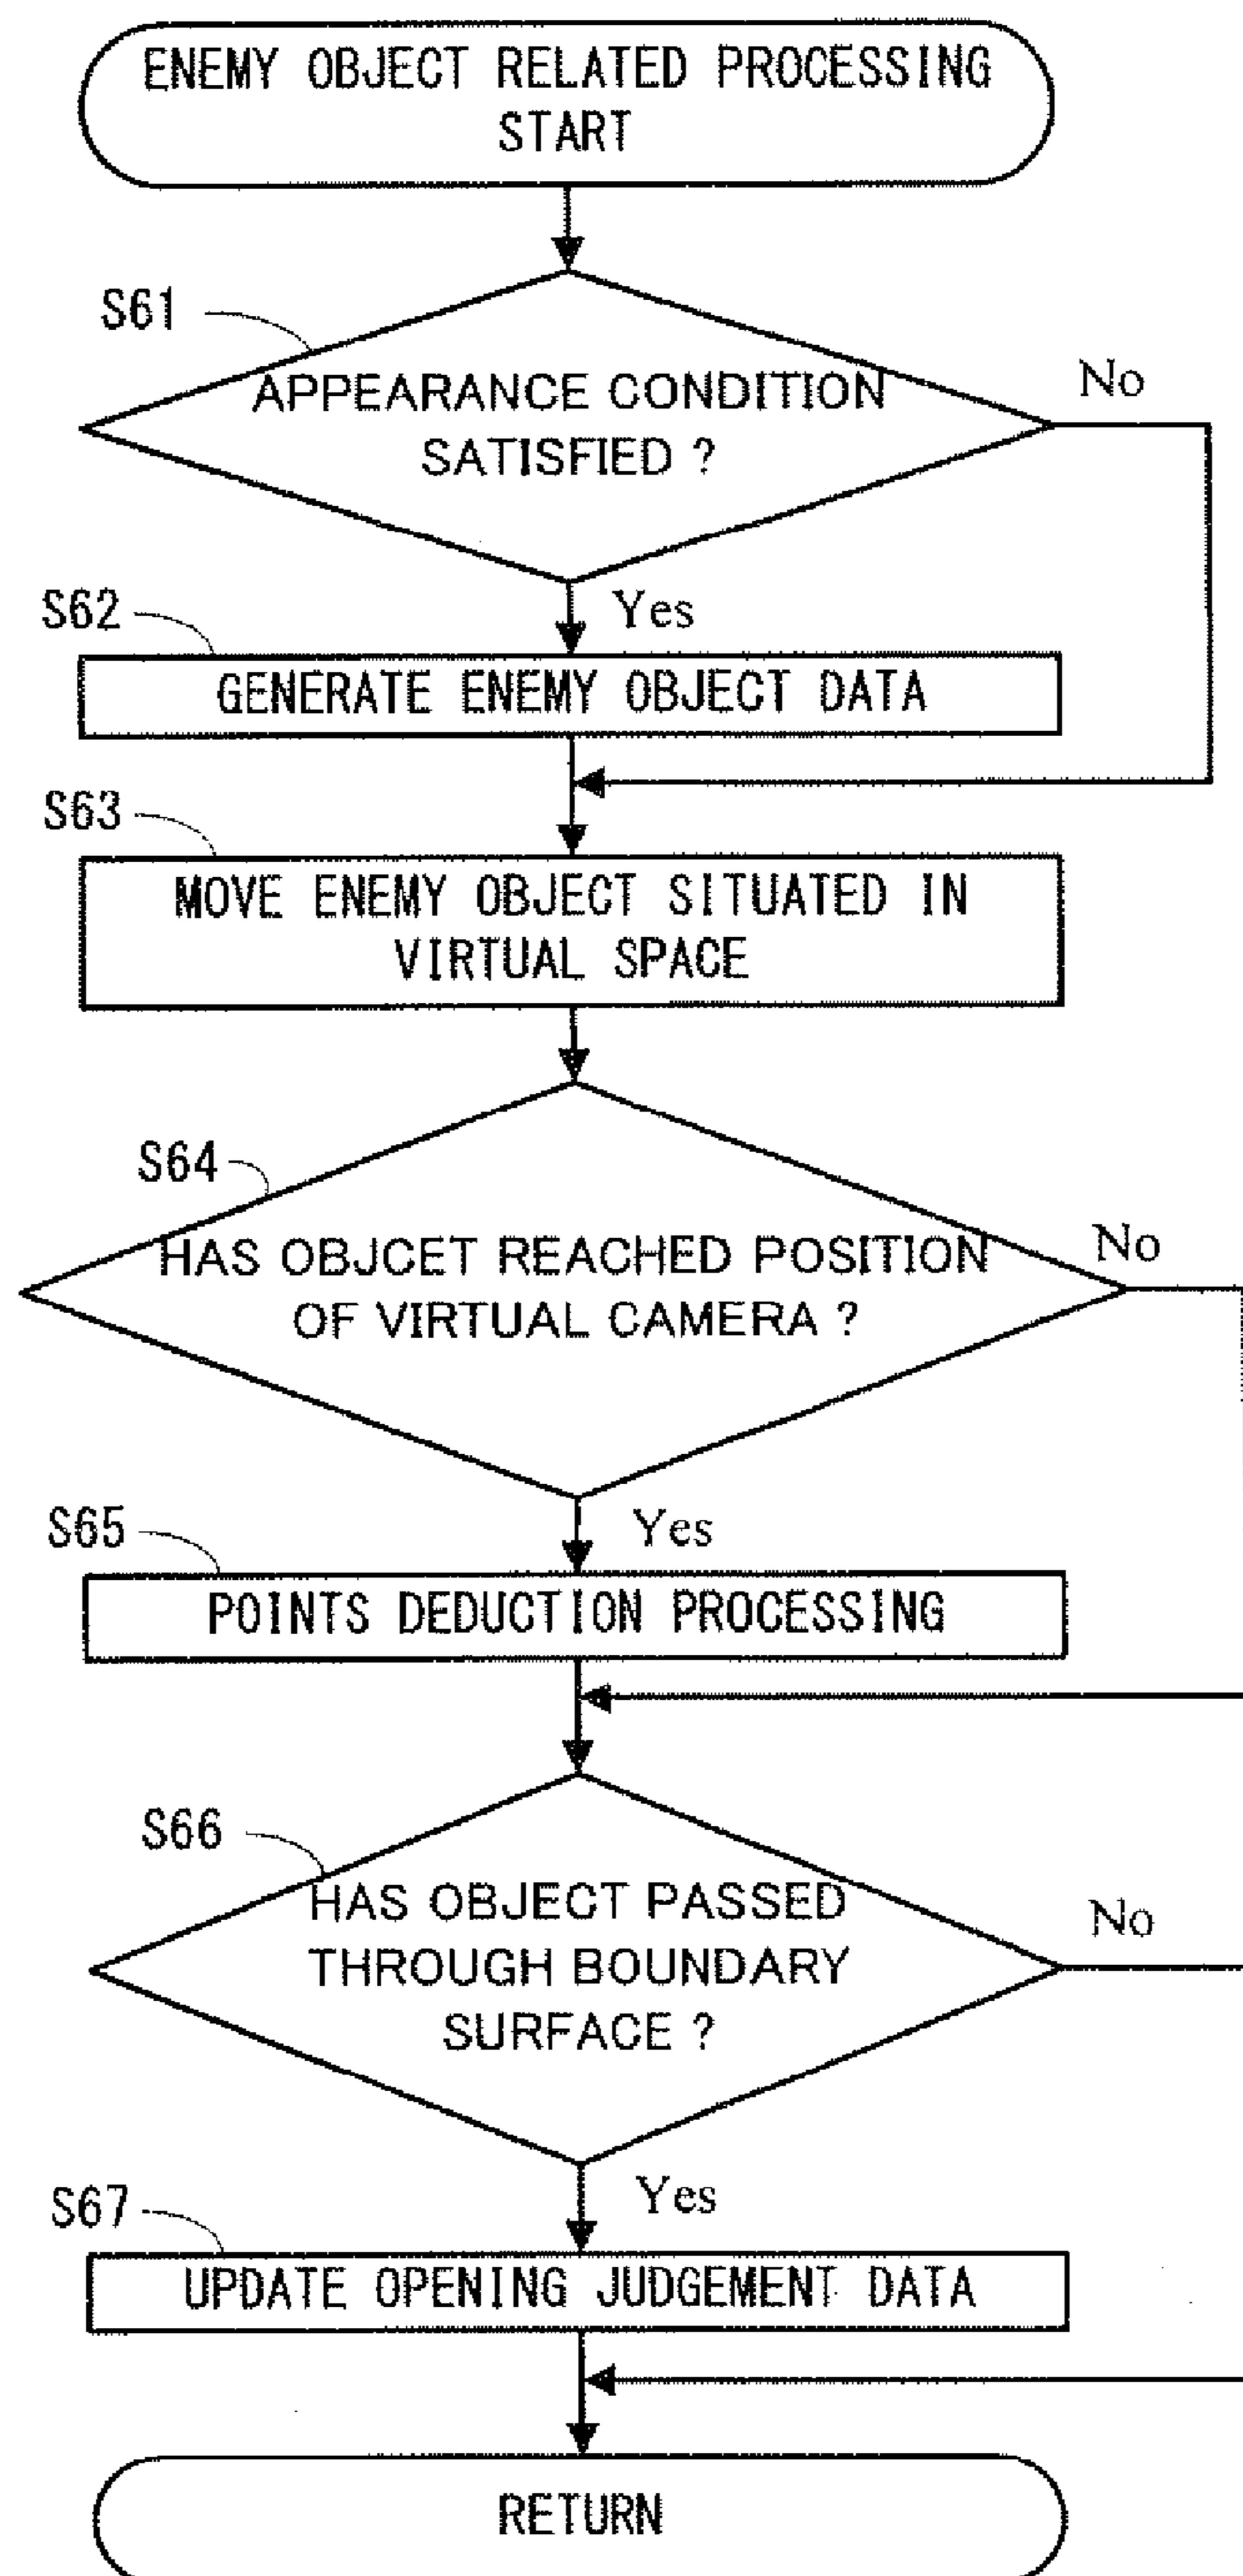 ENEMY OBJECT RELATED PROCESSING
START
S61
APPEARANCE CONDITION
SATISFIED ?
No
Yes
S62
GENERATE ENEMY OBJECT DATA
S63
MOVE ENEMY OBJECT SITUATED IN
VIRTUAL SPACE
S64
HAS OBJCET REACHED POSITION
OF VIRTUAL CAMERA ?
No
Yes
S65
POINTS DEDUCTION PROCESSING
S66
HAS OBJECT PASSED
THROUGH BOUNDARY
SURFACE ?
No
Yes
S67
UPDATE OPENING JUDGEMENT DATA
RETURN